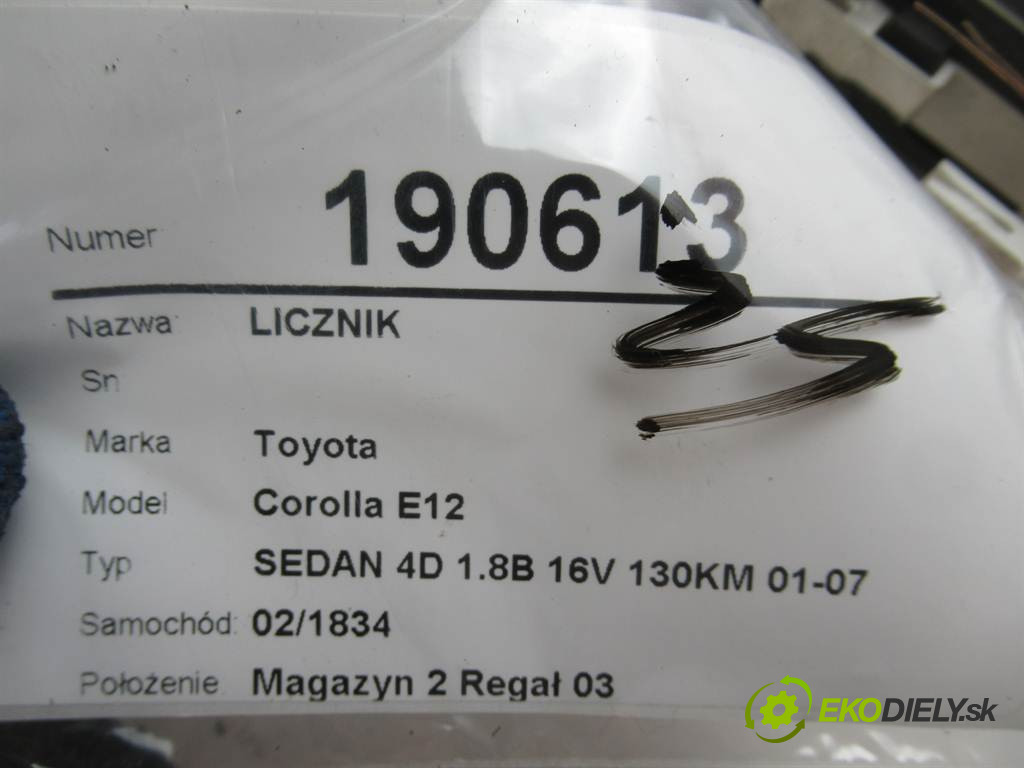 Numer 190613
Nazwa LICZNIK
Sn
Marka Toyota
Model Corolla E12
Typ SEDAN 4D 1.8B 16V 130KM 01-07
Samochód: 02/1834
Położenie Magazyn 2 Regał 03
EKODIELY.sk